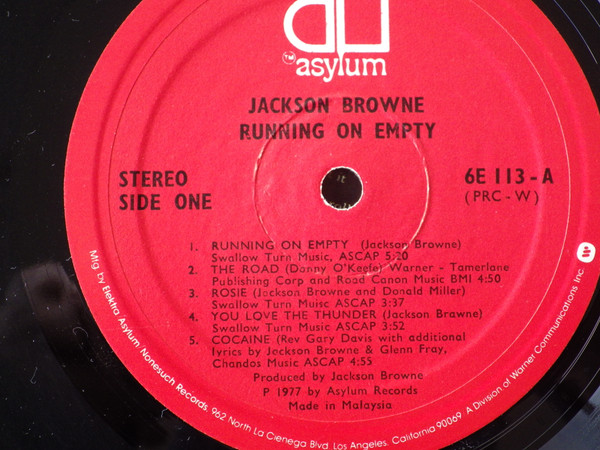 TM asylum
JACKSON BROWNE
RUNNING ON EMPTY
STEREO
SIDE ONE
6E 113-A
(PRC-W)
1. RUNNING ON EMPTY (Jackson Browne)
Swallow Turn Music, ASCAP 5:20
2. THE ROAD (Danny O'Keefe) Warner - Tamerlane
Publishing Corp and Road Canon Music BMI 4:50
3. ROSIE (Jackson Browne and Donald Miller)
Swallow Turn Muisc ASCAP 3:37
4. YOU LOVE THE THUNDER (Jackson Brawne)
Swallow Turn Music ASCAP 3:52
5. COCAINE (Rev Gary Davis with additional
lyrics by Jackson Browne & Glenn Fray,
Chandos Music ASCAP 4:55
Produced by Jackson Browne
P 1977 by Asylum Records
Made in Malaysia
Mfg. by Elektra/Asylum/Nonesuch Records, 962 North La Cienega Blvd. Los Angeles, California 90069 A Division of Warner Communications Inc